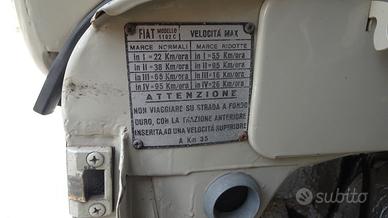 FIAT MODELLO 1102 C VELOCITÀ MAX
MARCE NORMALI MARCE RIDOTTE
in I = 22 Km/ora in I = 5,5 Km/ora
in II = 38 Km/ora in II = 9,5 Km/ora
in III = 65 Km/ora in III = 16 Km/ora
in IV = 95 Km/ora in IV = 26 Km/ora
ATTENZIONE
NON VIAGGIARE SU STRADA A FONDO
DURO, CON LA TRAZIONE ANTERIORE
INSERITA, AD UNA VELOCITÀ SUPERIORE
A Km 35
subito